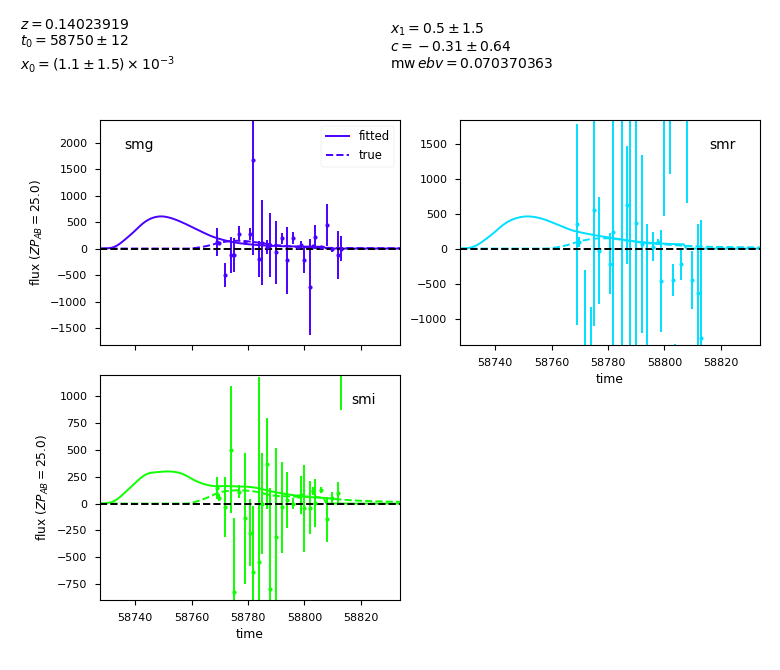 z = 0.14023919
t₀ = 58750 ± 12
x₀ = (1.1 ± 1.5) × 10⁻³
x₁ = 0.5 ± 1.5
c = −0.31 ± 0.64
mw ebv = 0.070370363
smg
fitted
true
2000
1500
1000
500
0
−500
−1000
−1500
flux (ZP_AB = 25.0)
smr
1500
1000
500
0
−500
−1000
58740 58760 58780 58800 58820
time
smi
1000
750
500
250
0
−250
−500
−750
flux (ZP_AB = 25.0)
58740 58760 58780 58800 58820
time